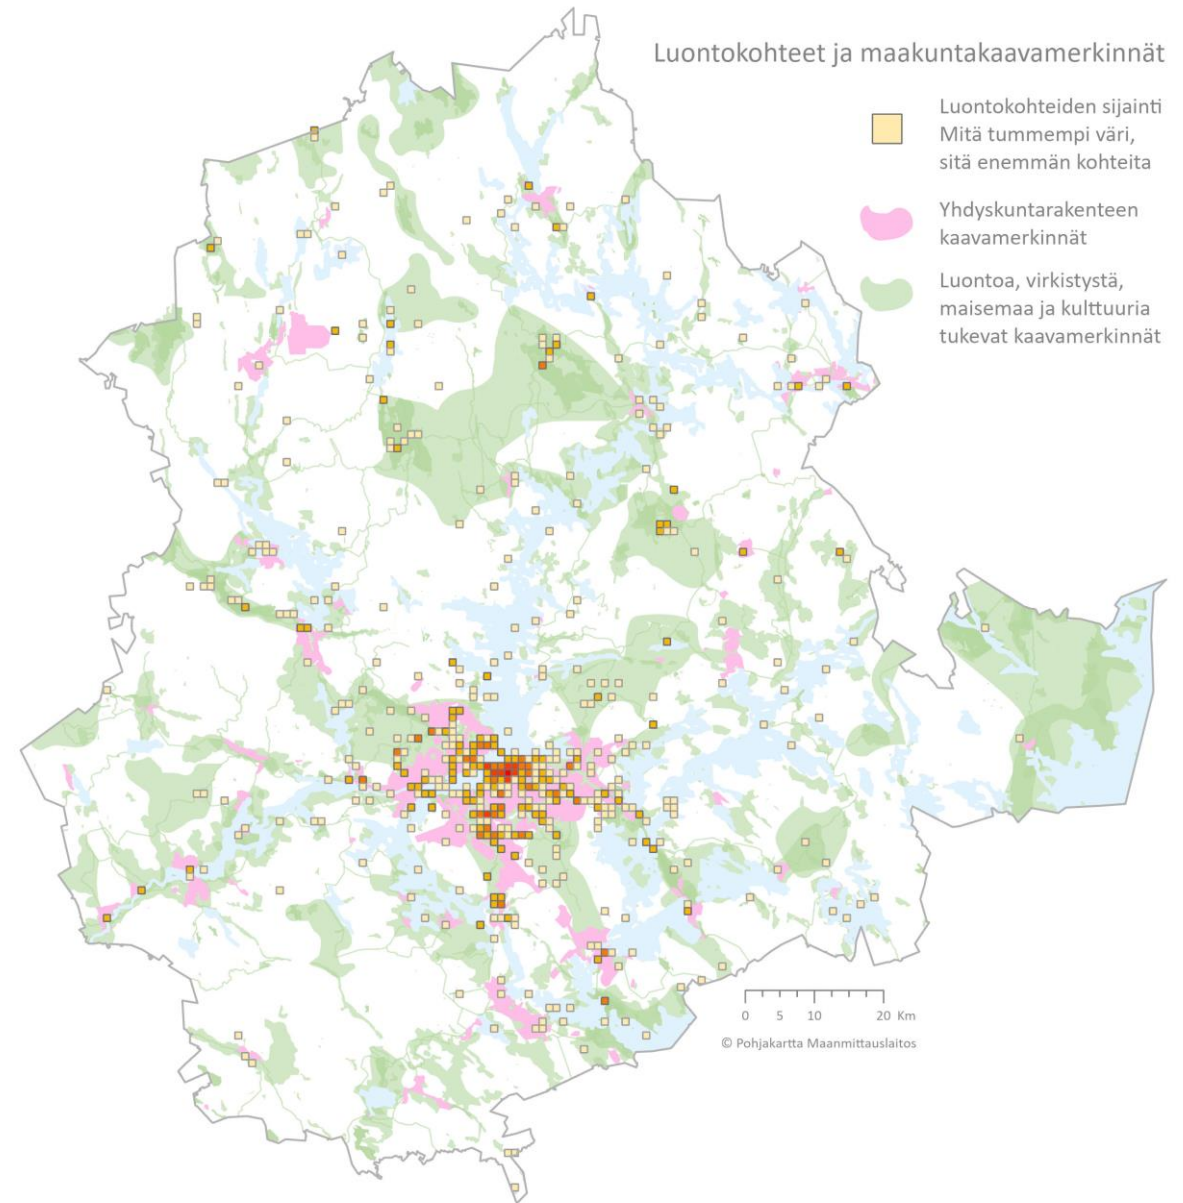 Luontokohteet ja maakuntakaavamerkinnät
Luontokohteiden sijainti
Mitä tummempi väri,
sitä enemmän kohteita
Yhdyskuntarakenteen
kaavamerkinnät
Luontoa, virkistystä,
maisemaa ja kulttuuria
tukevat kaavamerkinnät
0 5 10 20 Km
© Pohjakartta Maanmittauslaitos